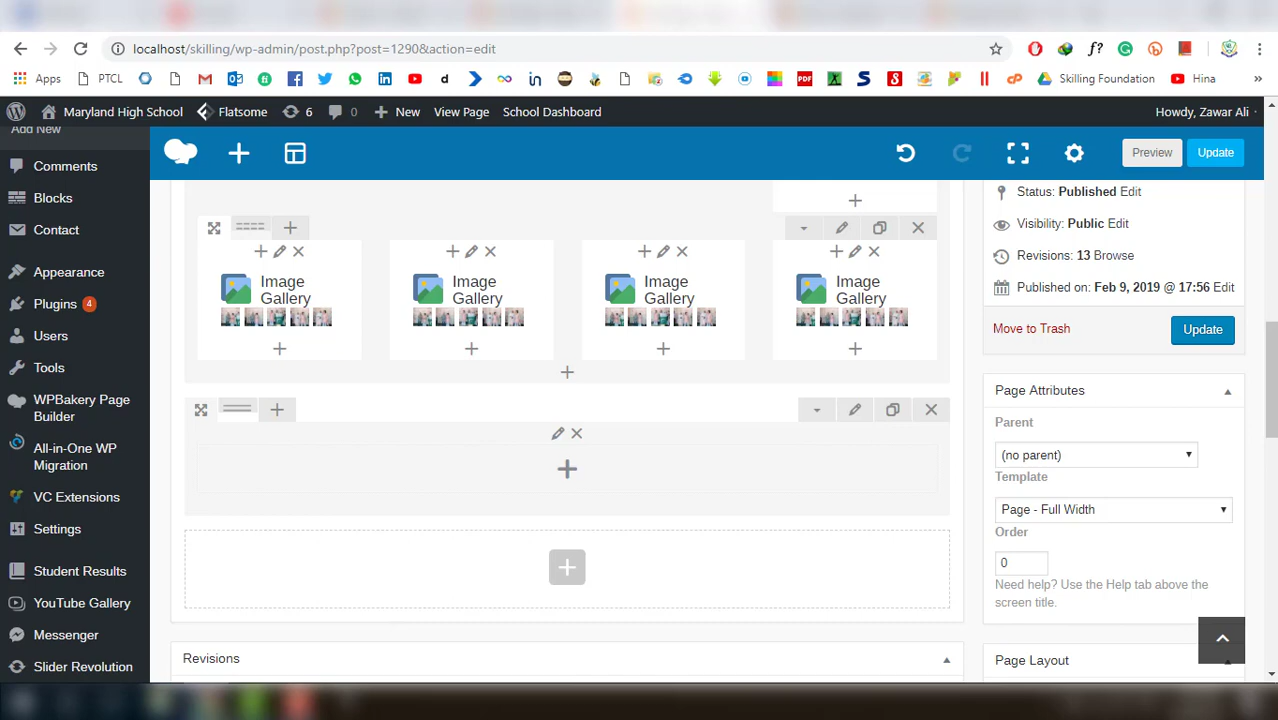 localhost/skilling/wp-admin/post.php?post=1290&action=edit
f?
Apps
PTCL
d
in
PDF
S
cP
Skilling Foundation
Hina
»
Maryland High School
Flatsome
6
0
New
View Page
School Dashboard
Howdy, Zawar Ali
Add New
Comments
Blocks
Contact
Appearance
Plugins 4
Users
Tools
WPBakery Page
Builder
All-in-One WP
Migration
VC Extensions
Settings
Student Results
YouTube Gallery
Messenger
Slider Revolution
Preview
Update
Image
Gallery
Image
Gallery
Image
Gallery
Image
Gallery
Revisions
Status: Published Edit
Visibility: Public Edit
Revisions: 13 Browse
Published on: Feb 9, 2019 @ 17:56 Edit
Move to Trash
Update
Page Attributes
Parent
(no parent)
Template
Page - Full Width
Order
0
Need help? Use the Help tab above the
screen title.
Page Layout